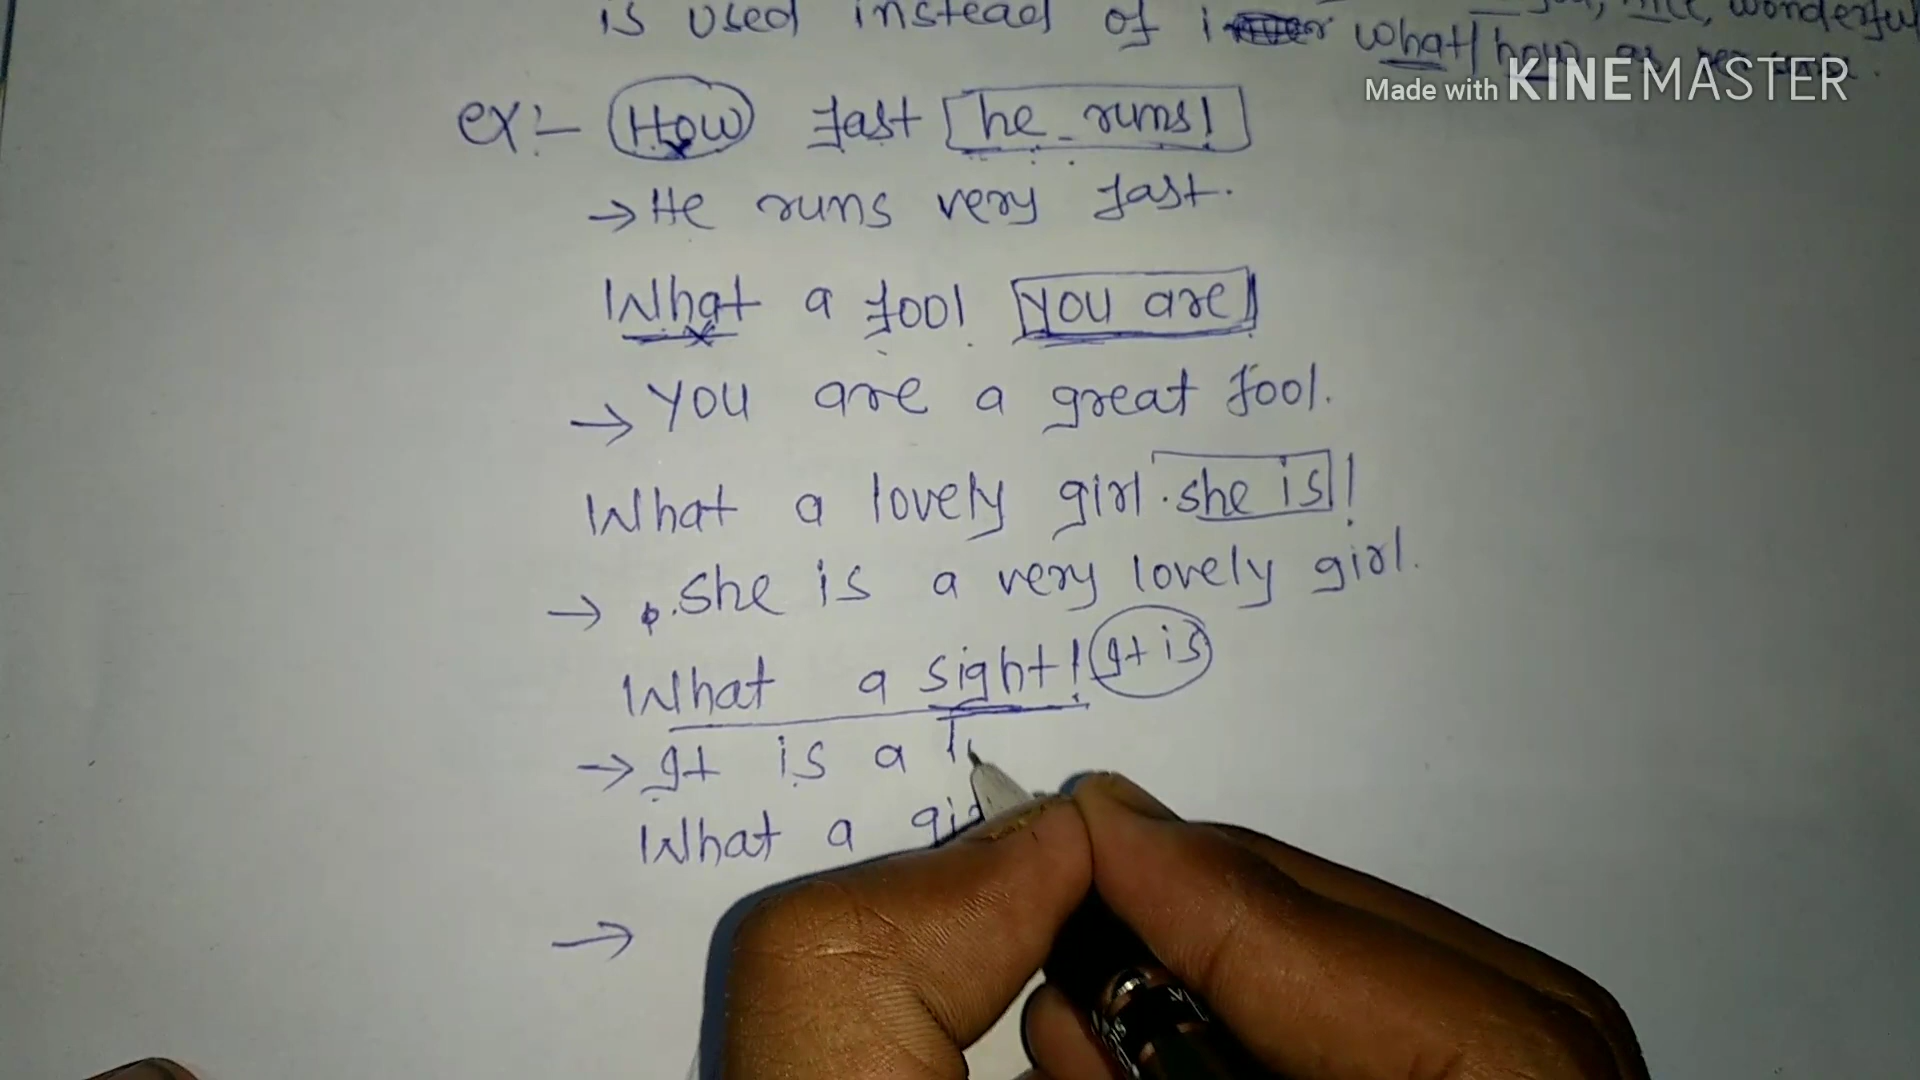 is used instead of what/how
Made with KINEMASTER
ex:- How fast he runs!
→ He runs very fast.
What a fool you are!
→ You are a great fool.
What a lovely girl she is!
→ She is a very lovely girl.
What a sight! It is
→ It is a
What a
→